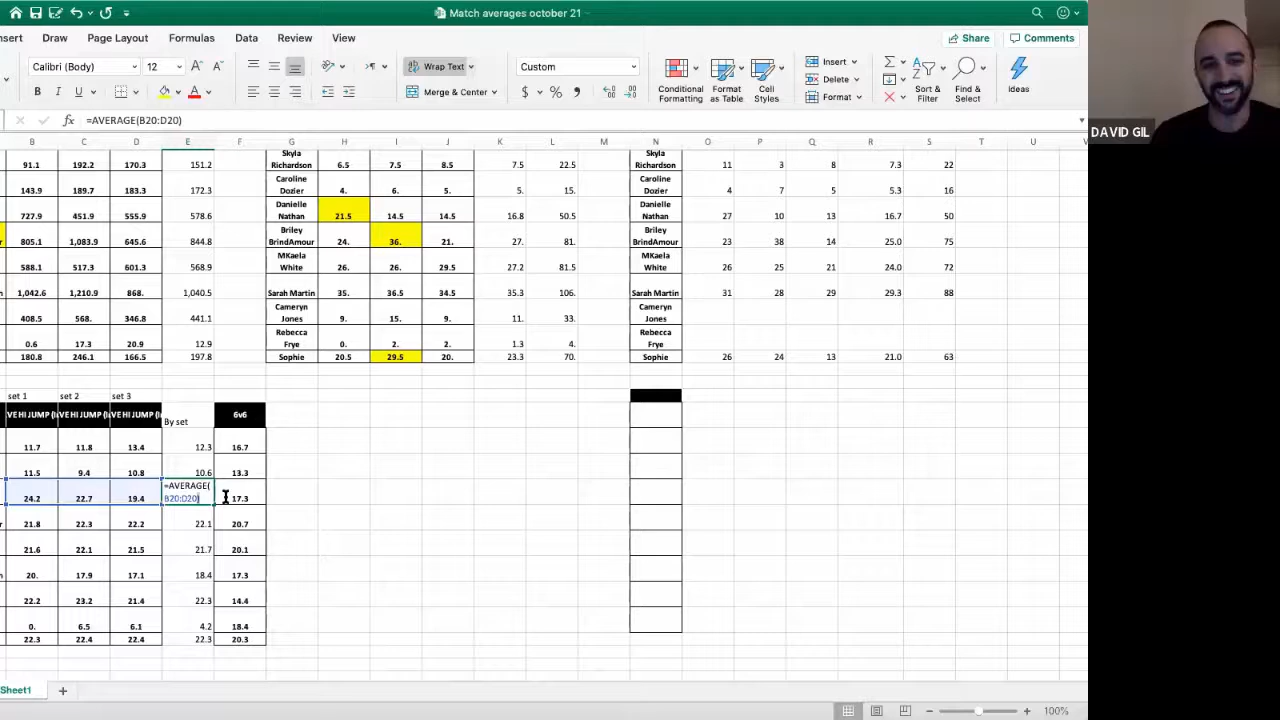 Match averages october 21
nsert Draw Page Layout Formulas Data Review View Share Comments
Calibri (Body) 12 Wrap Text Custom Insert Delete Format
Merge & Center Conditional Formatting Format as Table Cell Styles Sort & Filter Find & Select Ideas
DAVID GIL
fx =AVERAGE(B20:D20)
B C D E F G H I J K L M N O P Q R S T U V
91.1 192.2 170.3 151.2 Skyla Richardson 6.5 7.5 8.5 7.5 22.5 Skyla Richardson 11 3 8 7.3 22
143.9 189.7 183.3 172.3 Caroline Dozier 4. 6. 5. 5. 15. 4 7 5 5.3 16
727.9 451.9 555.9 578.6 Danielle Nathan 21.5 14.5 14.5 16.8 50.5 Danielle Nathan 27 10 13 16.7 50
805.1 1,083.9 645.6 844.8 Briley BrindAmour 24. 36. 21. 27. 81. Briley BrindAmour 23 38 14 25.0 75
588.1 517.3 601.3 568.9 MKaela White 26. 26. 29.5 27.2 81.5 MKaela White 26 25 21 24.0 72
1,042.6 1,210.9 868. 1,040.5 Sarah Martin 35. 36.5 34.5 35.3 106. Sarah Martin 31 28 29 29.3 88
408.5 568. 346.8 441.1 Cameryn Jones 9. 15. 9. 11. 33. Cameryn Jones
0.6 17.3 20.9 12.9 Rebecca Frye 0. 2. 2. 1.3 4. Rebecca Frye
180.8 246.1 166.5 197.8 Sophie 20.5 29.5 20. 23.3 70. Sophie 26 24 13 21.0 63
set 1 set 2 set 3
VE HI JUMP (I VE HI JUMP (I VE HI JUMP (I By set 6v6
11.7 11.8 13.4 12.3 16.7
11.5 9.4 10.8 10.6 13.3
24.2 22.7 19.4 =AVERAGE(B20:D20) 17.3
21.8 22.3 22.2 22.1 20.7
21.6 22.1 21.5 21.7 20.1
20. 17.9 17.1 18.4 17.3
22.2 23.2 21.4 22.3 14.4
0. 6.5 6.1 4.2 18.4
22.3 22.4 22.4 22.3 20.3
Sheet1
100%